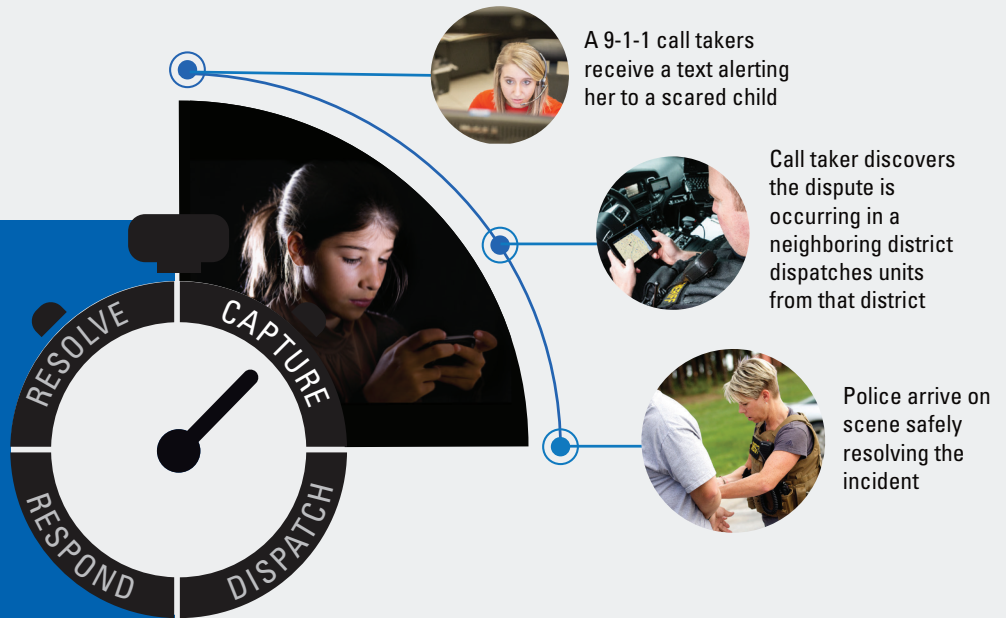 A 9-1-1 call takers
receive a text alerting
her to a scared child
Call taker discovers
the dispute is
occurring in a
neighboring district
dispatches units
from that district
Police arrive on
scene safely
resolving the
incident
RESOLVE
CAPTURE
RESPOND
DISPATCH